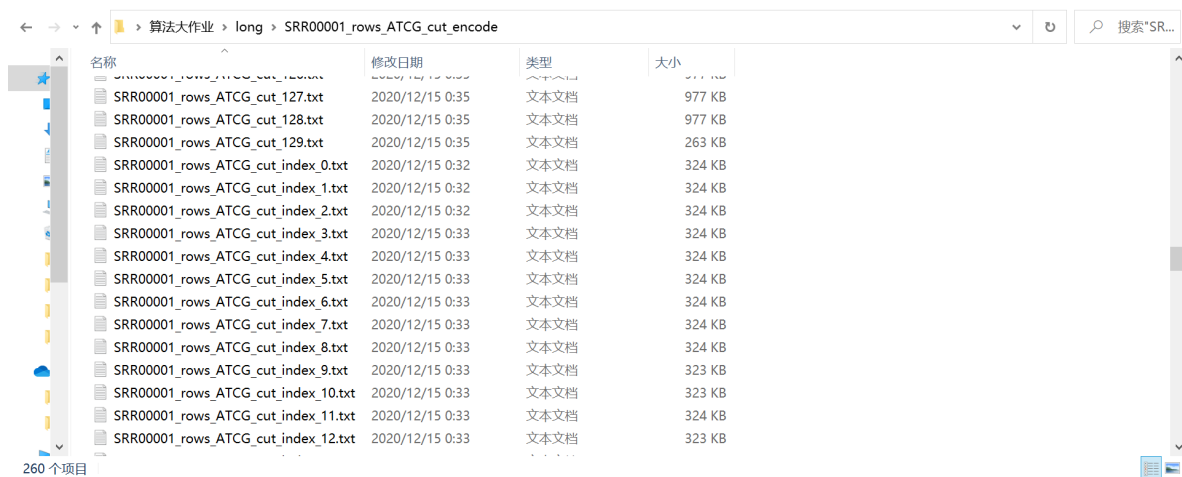 算法大作业 › long › SRR00001_rows_ATCG_cut_encode 搜索"SR...
名称 修改日期 类型 大小
SRR00001_rows_ATCG_cut_127.txt 2020/12/15 0:35 文本文档 977 KB
SRR00001_rows_ATCG_cut_128.txt 2020/12/15 0:35 文本文档 977 KB
SRR00001_rows_ATCG_cut_129.txt 2020/12/15 0:35 文本文档 263 KB
SRR00001_rows_ATCG_cut_index_0.txt 2020/12/15 0:32 文本文档 324 KB
SRR00001_rows_ATCG_cut_index_1.txt 2020/12/15 0:32 文本文档 324 KB
SRR00001_rows_ATCG_cut_index_2.txt 2020/12/15 0:32 文本文档 324 KB
SRR00001_rows_ATCG_cut_index_3.txt 2020/12/15 0:33 文本文档 324 KB
SRR00001_rows_ATCG_cut_index_4.txt 2020/12/15 0:33 文本文档 324 KB
SRR00001_rows_ATCG_cut_index_5.txt 2020/12/15 0:33 文本文档 324 KB
SRR00001_rows_ATCG_cut_index_6.txt 2020/12/15 0:33 文本文档 324 KB
SRR00001_rows_ATCG_cut_index_7.txt 2020/12/15 0:33 文本文档 324 KB
SRR00001_rows_ATCG_cut_index_8.txt 2020/12/15 0:33 文本文档 324 KB
SRR00001_rows_ATCG_cut_index_9.txt 2020/12/15 0:33 文本文档 323 KB
SRR00001_rows_ATCG_cut_index_10.txt 2020/12/15 0:33 文本文档 323 KB
SRR00001_rows_ATCG_cut_index_11.txt 2020/12/15 0:33 文本文档 324 KB
SRR00001_rows_ATCG_cut_index_12.txt 2020/12/15 0:33 文本文档 323 KB
260 个项目